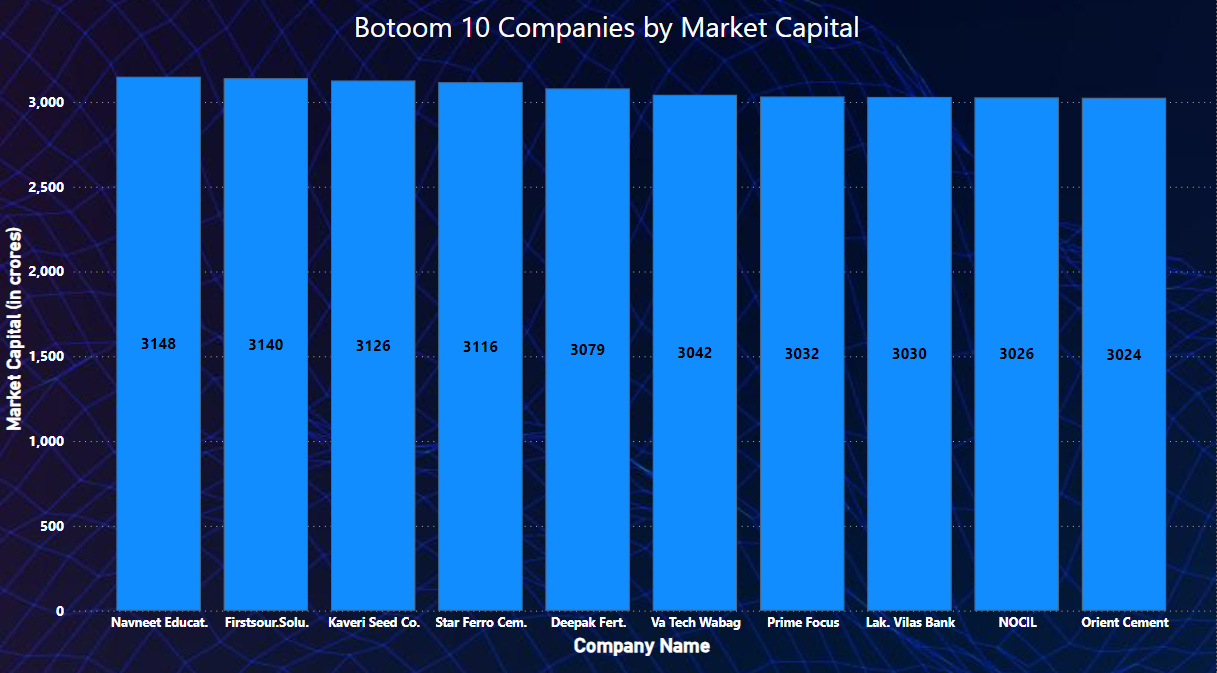 Botoom 10 Companies by Market Capital
Market Capital (in crores)
3,000
2,500
2,000
1,500
1,000
500
0
3148
3140
3126
3116
3079
3042
3032
3030
3026
3024
Navneet Educat.
Firstsour.Solu.
Kaveri Seed Co.
Star Ferro Cem.
Deepak Fert.
Va Tech Wabag
Prime Focus
Lak. Vilas Bank
NOCIL
Orient Cement
Company Name